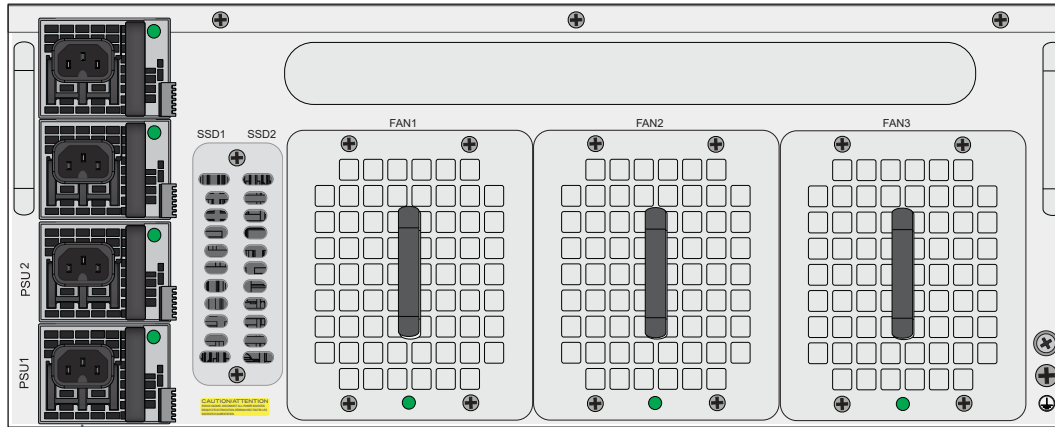 SSD1 SSD2
FAN1
FAN2
FAN3
PSU 2
PSU1
CAUTION/ATTENTION